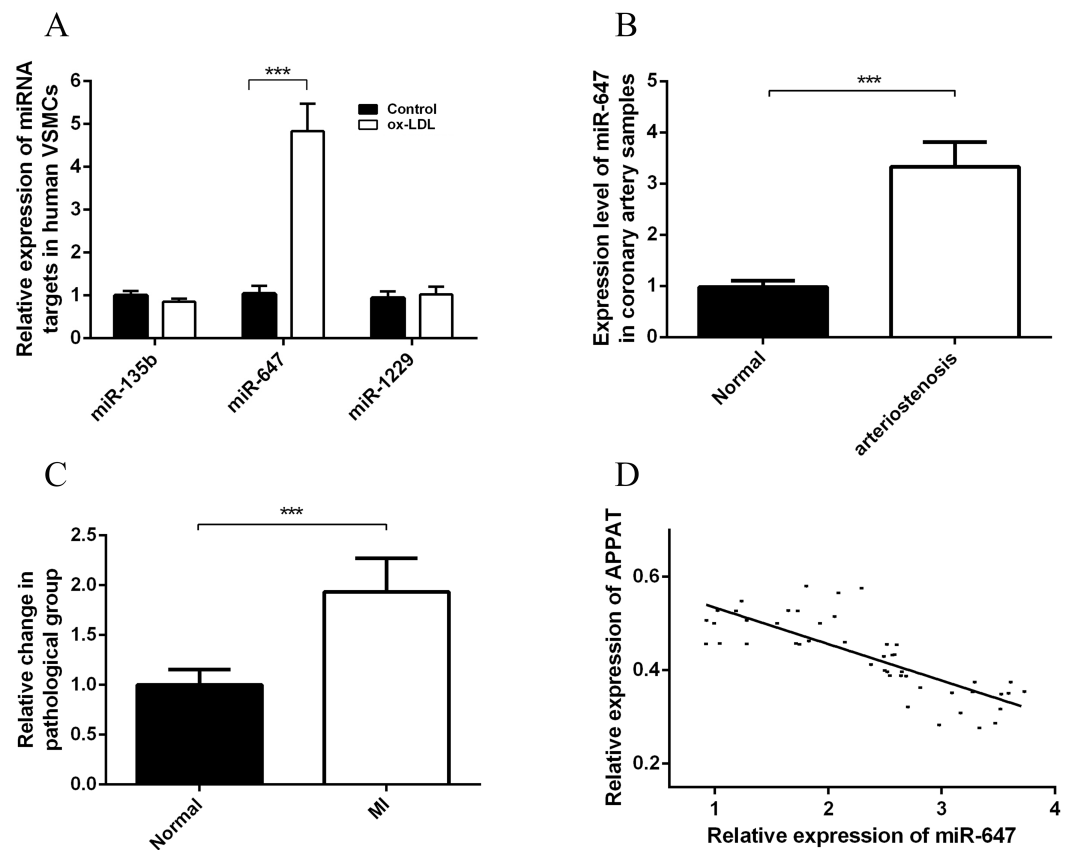 A
Relative expression of miRNA
targets in human VSMCs
6
5
4
3
2
1
0
***
Control
ox-LDL
miR-135b
miR-647
miR-1229
B
Expression level of miR-647
in coronary artery samples
5
4
3
2
1
0
***
Normal
arteriostenosis
C
Relative change in
pathological group
2.5
2.0
1.5
1.0
0.5
0.0
***
Normal
MI
D
Relative expression of APPAT
0.6
0.4
0.2
1
2
3
4
Relative expression of miR-647